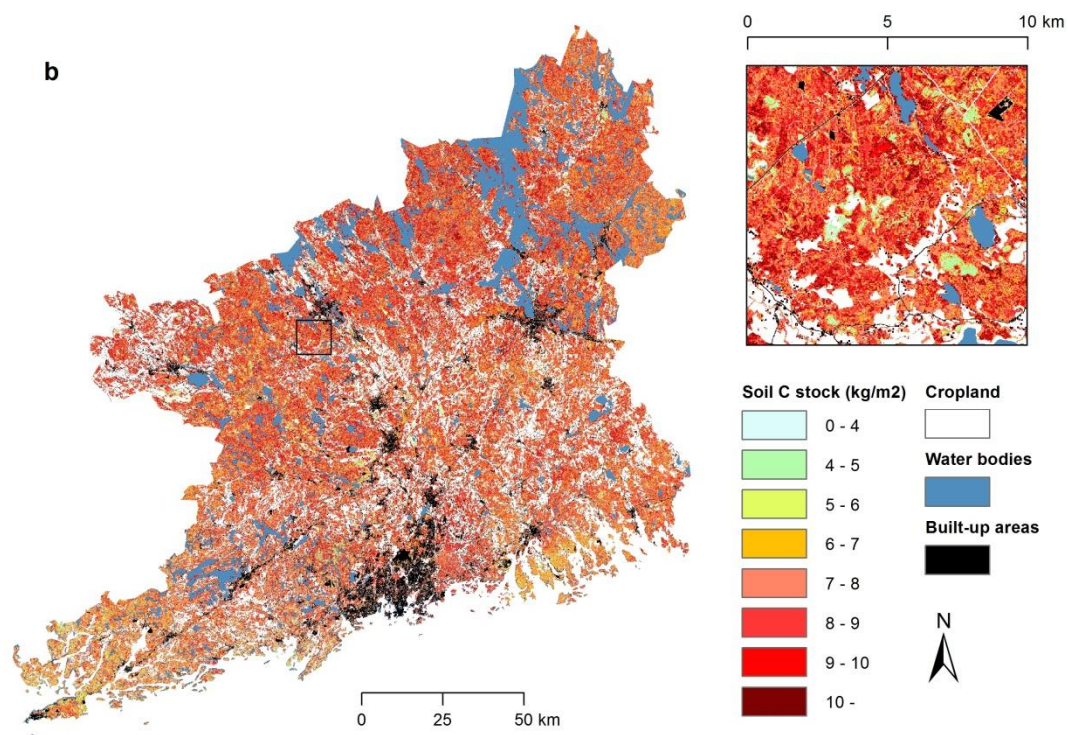 0 5 10 km
b
Soil C stock (kg/m2)
0 - 4
4 - 5
5 - 6
6 - 7
7 - 8
8 - 9
9 - 10
10 -
Cropland
Water bodies
Built-up areas
N
0 25 50 km